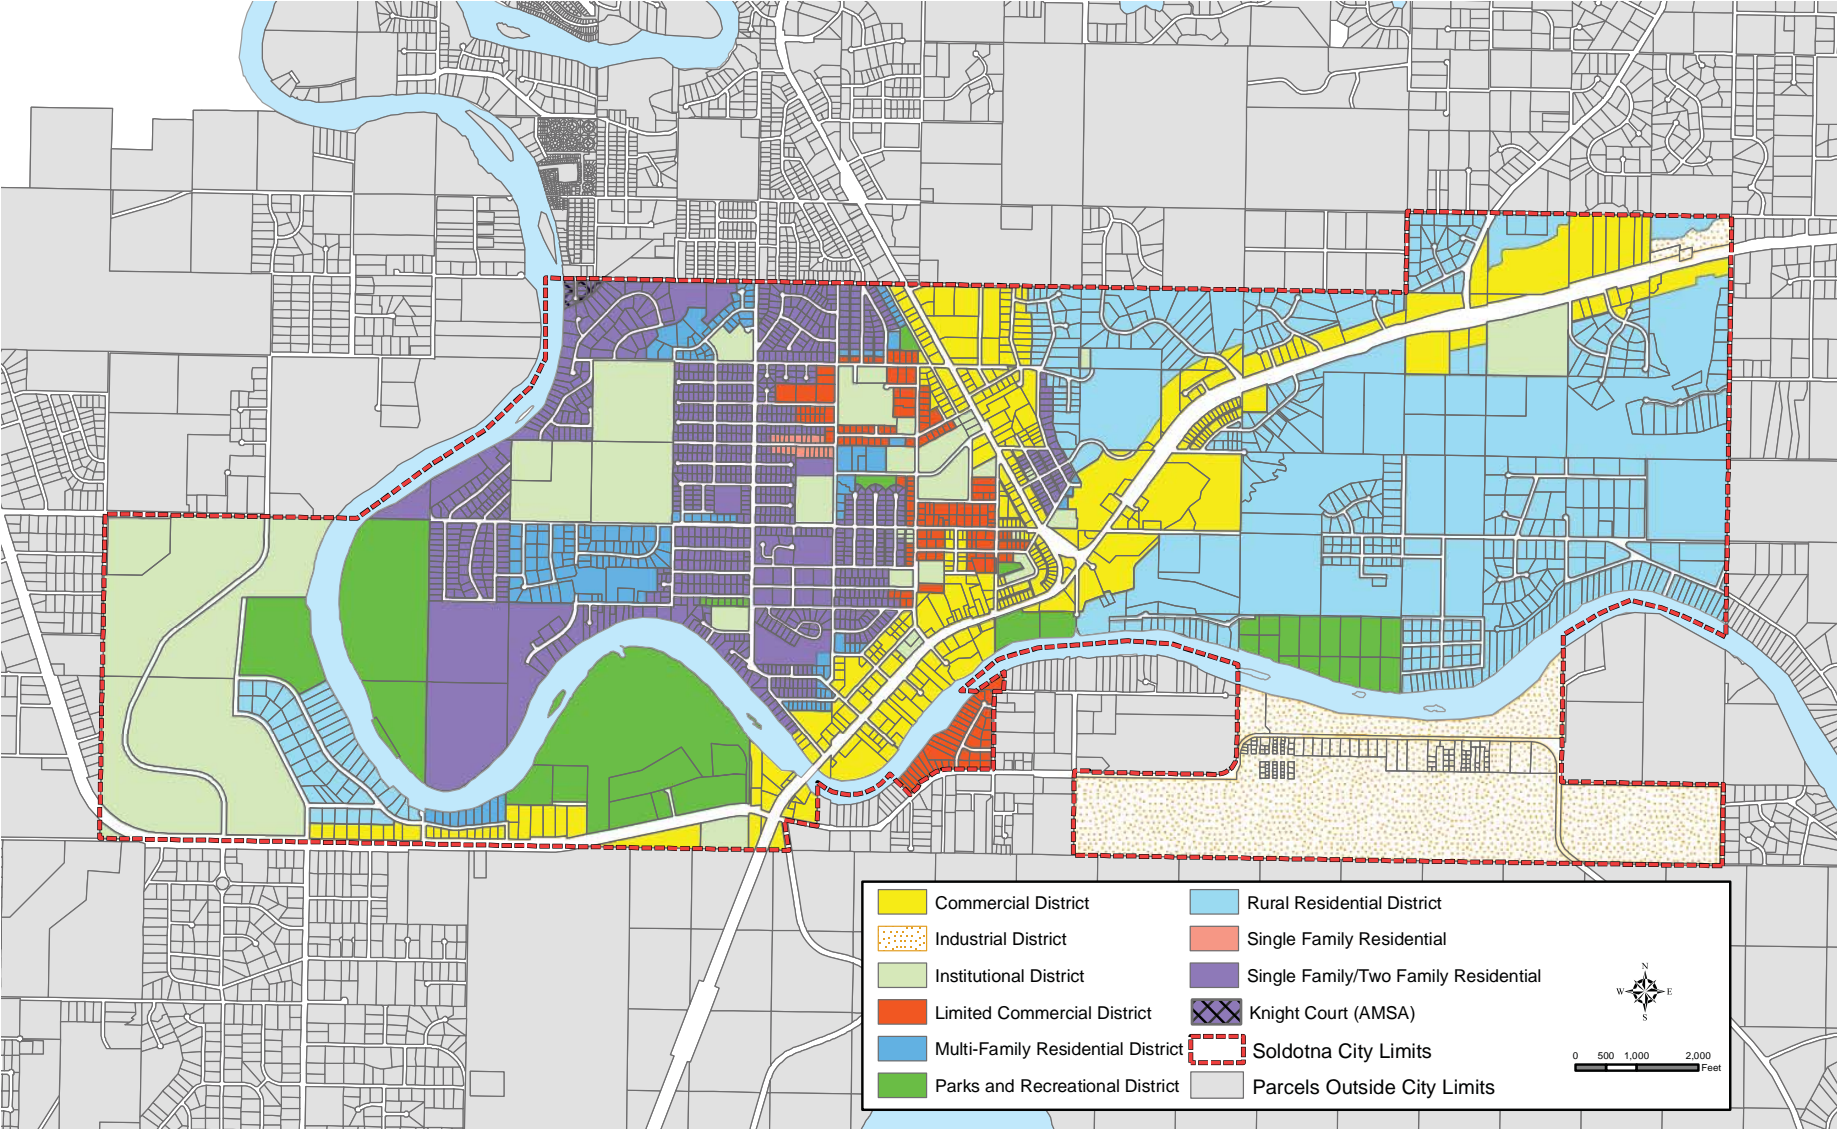 Commercial District
Industrial District
Institutional District
Limited Commercial District
Multi-Family Residential District
Parks and Recreational District
Rural Residential District
Single Family Residential
Single Family/Two Family Residential
Knight Court (AMSA)
Soldotna City Limits
Parcels Outside City Limits
N
W E
S
0 500 1,000 2,000
Feet